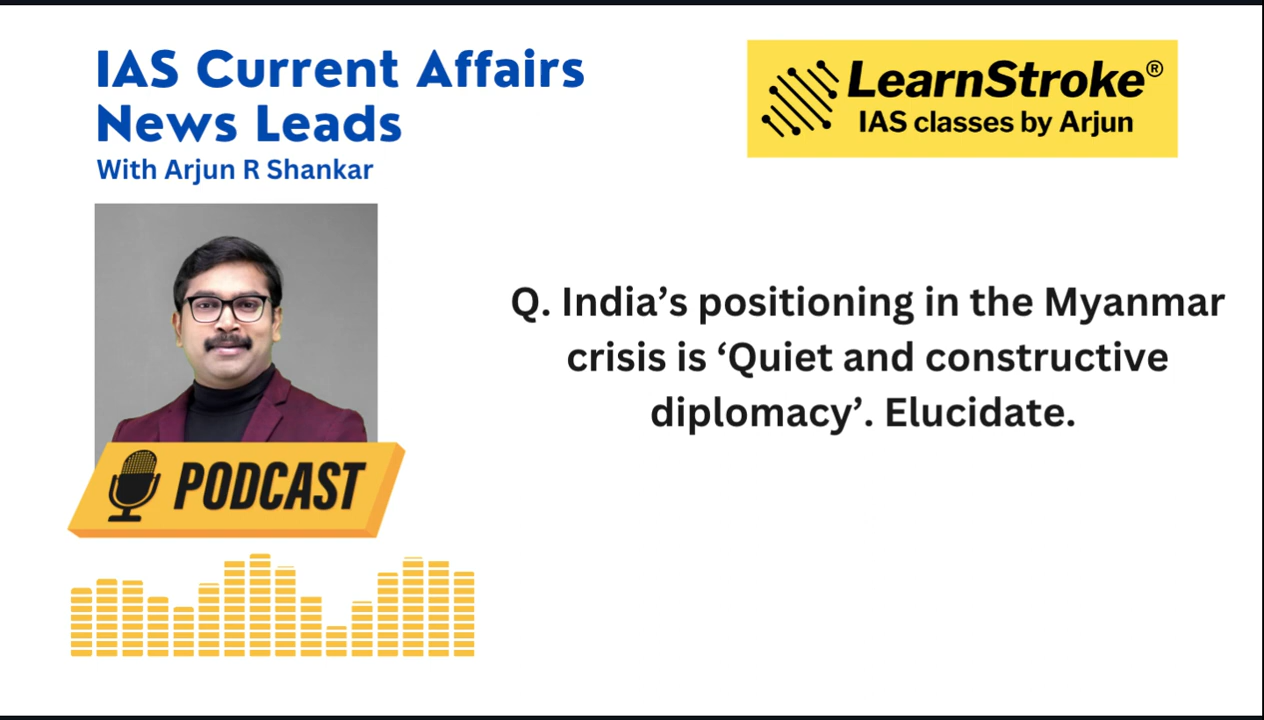 IAS Current Affairs
News Leads
With Arjun R Shankar
LearnStroke®
IAS classes by Arjun
Q. India’s positioning in the Myanmar
crisis is ‘Quiet and constructive
diplomacy’. Elucidate.
PODCAST